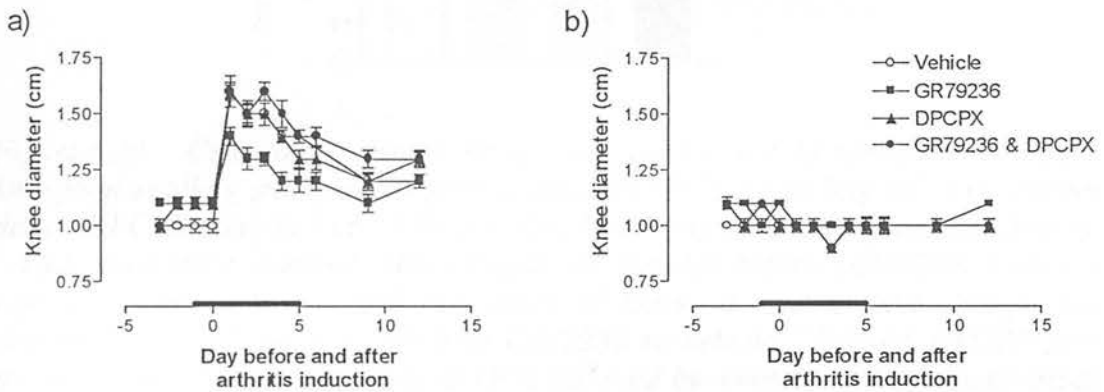 a)
Knee diameter (cm)
1.75
1.50
1.25
1.00
0.75
-5 0 5 10 15
Day before and after
arthritis induction
b)
Knee diameter (cm)
1.75
1.50
1.25
1.00
0.75
Vehicle
GR79236
DPCPX
GR79236 & DPCPX
-5 0 5 10 15
Day before and after
arthritis induction